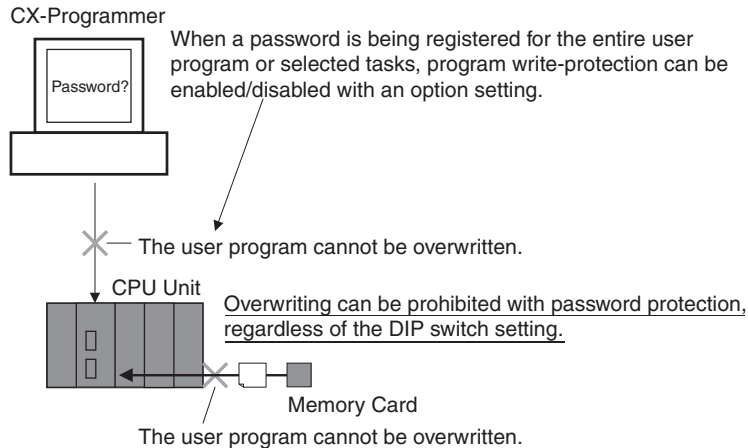 CX-Programmer
When a password is being registered for the entire user
program or selected tasks, program write-protection can be
enabled/disabled with an option setting.
Password?
The user program cannot be overwritten.
CPU Unit
Overwriting can be prohibited with password protection,
regardless of the DIP switch setting.
Memory Card
The user program cannot be overwritten.